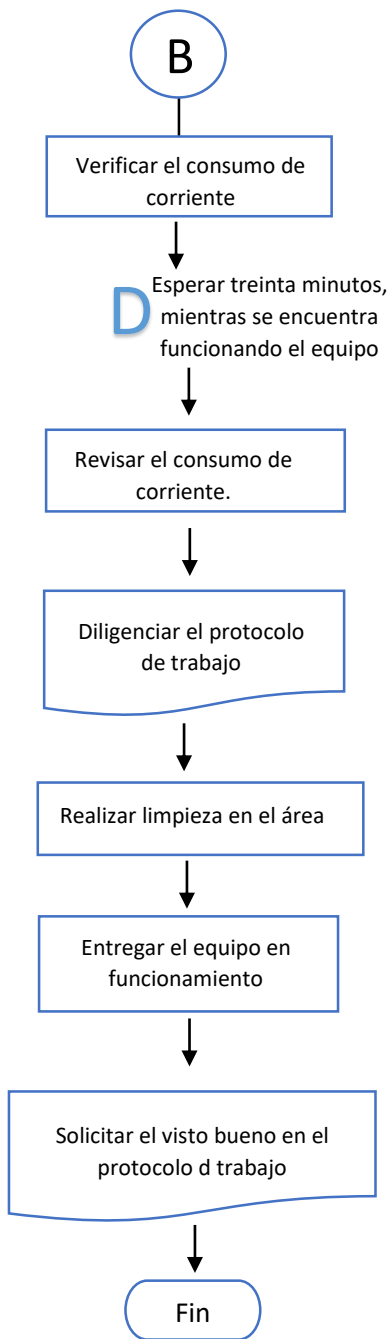 B
Verificar el consumo de
corriente
D
Esperar treinta minutos,
mientras se encuentra
funcionando el equipo
Revisar el consumo de
corriente.
Diligenciar el protocolo
de trabajo
Realizar limpieza en el área
Entregar el equipo en
funcionamiento
Solicitar el visto bueno en el
protocolo d trabajo
Fin